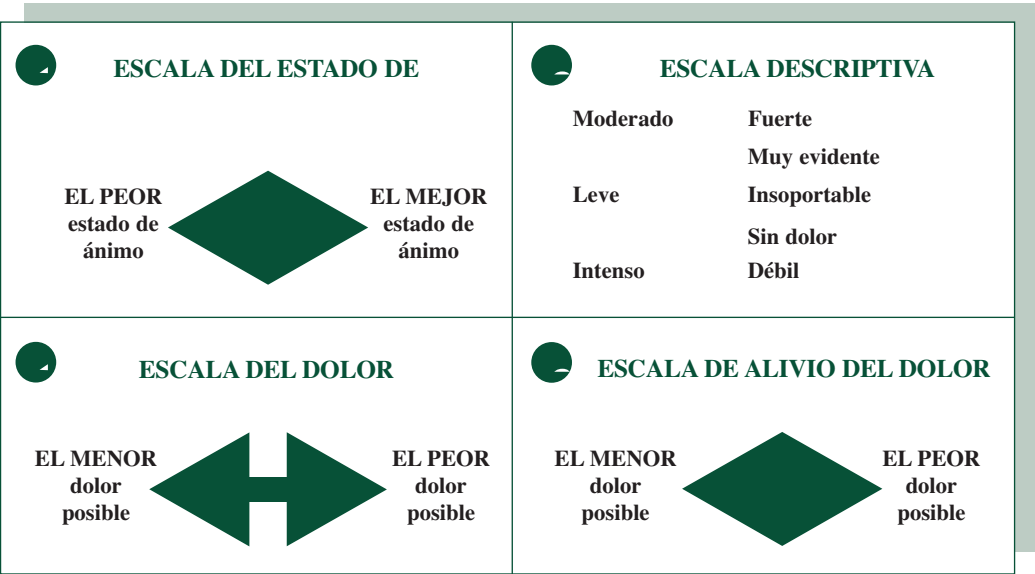 ESCALA DEL ESTADO DE
EL PEOR
estado de
ánimo
EL MEJOR
estado de
ánimo
ESCALA DESCRIPTIVA
Moderado Fuerte
Muy evidente
Leve Insoportable
Sin dolor
Intenso Débil
ESCALA DEL DOLOR
EL MENOR
dolor
posible
EL PEOR
dolor
posible
ESCALA DE ALIVIO DEL DOLOR
EL MENOR
dolor
posible
EL PEOR
dolor
posible